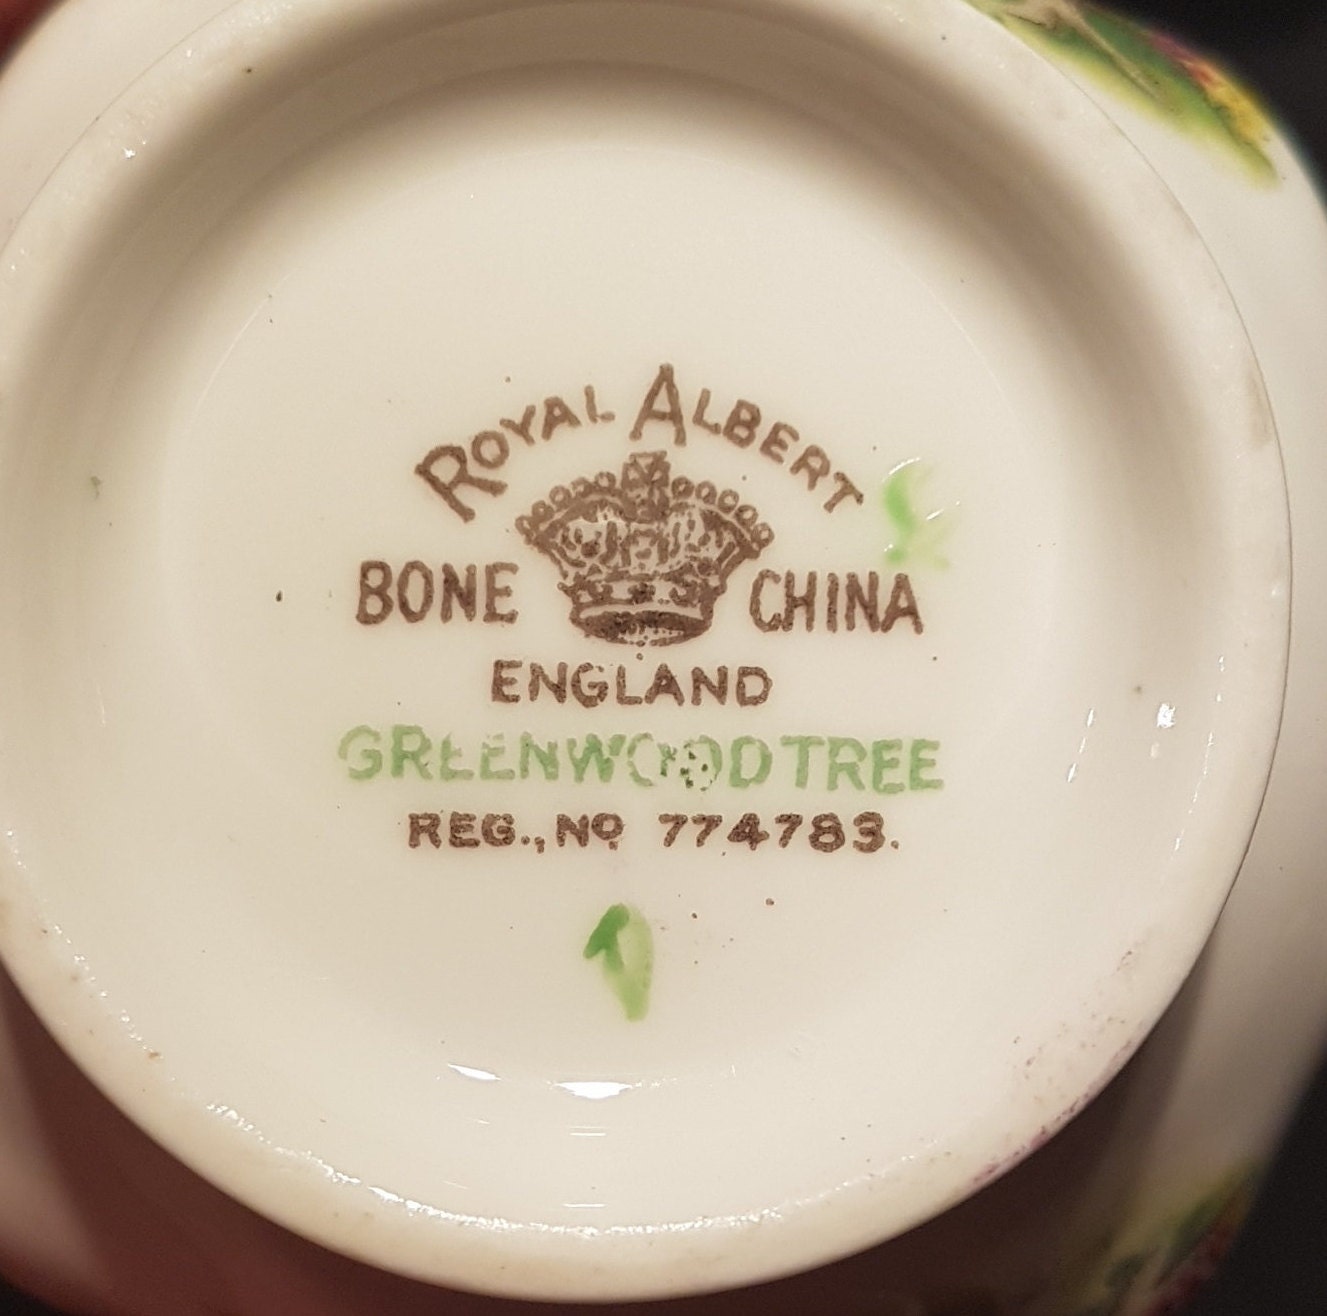 ROYAL ALBERT
BONE CHINA
ENGLAND
GREENWOOD TREE
REG., No 774783.